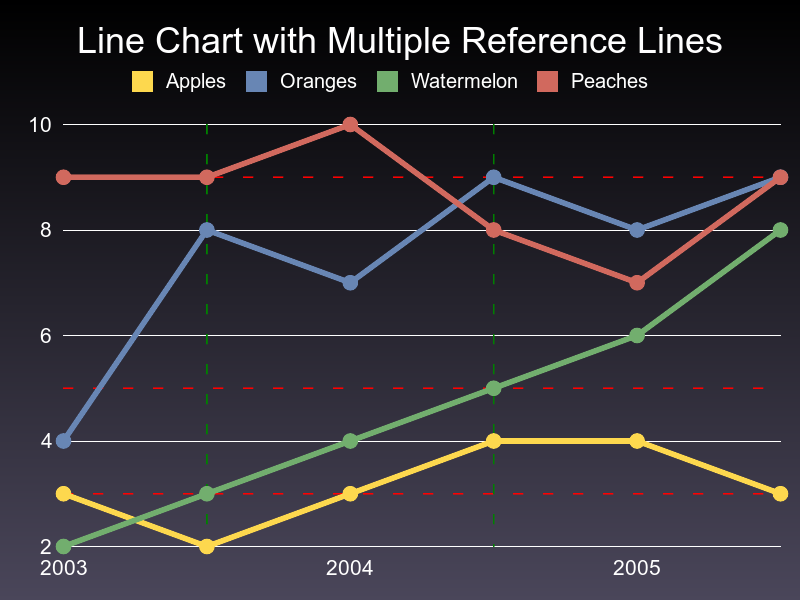 Line Chart with Multiple Reference Lines
Apples Oranges Watermelon Peaches
10
8
6
4
2
2003 2004 2005